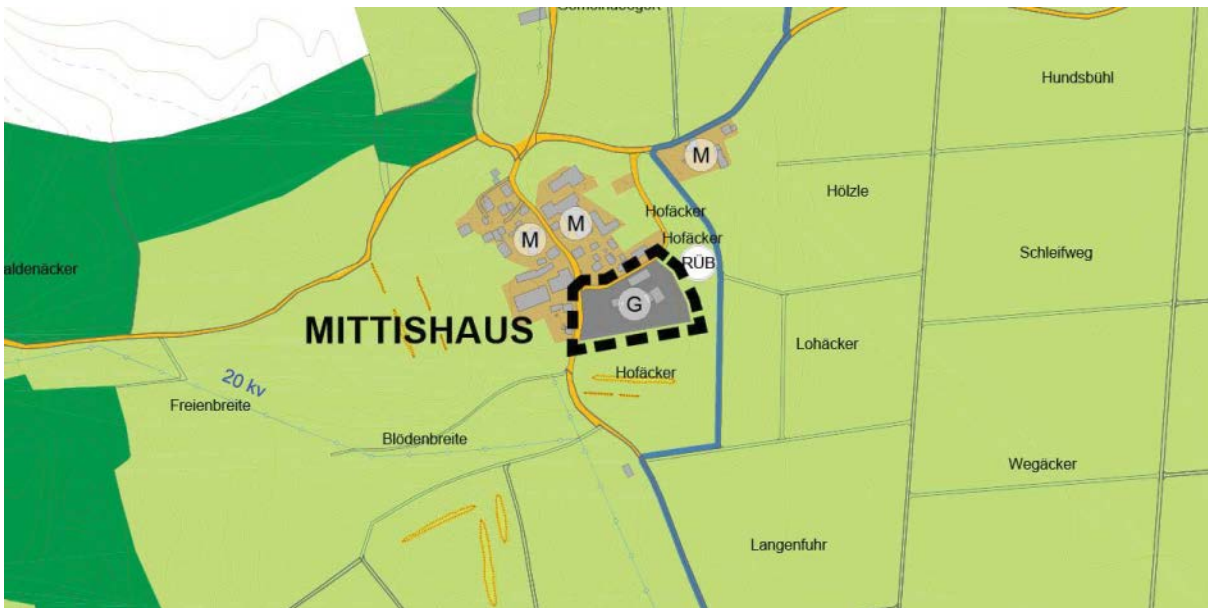 Hundsbühl
M
Hölzle
Hofäcker
M
M
Hofäcker
RÜB
Schleifweg
aldenäcker
G
MITTISHAUS
Lohäcker
Hofäcker
20 kv
Freienbreite
Blödenbreite
Wegäcker
Langenfuhr